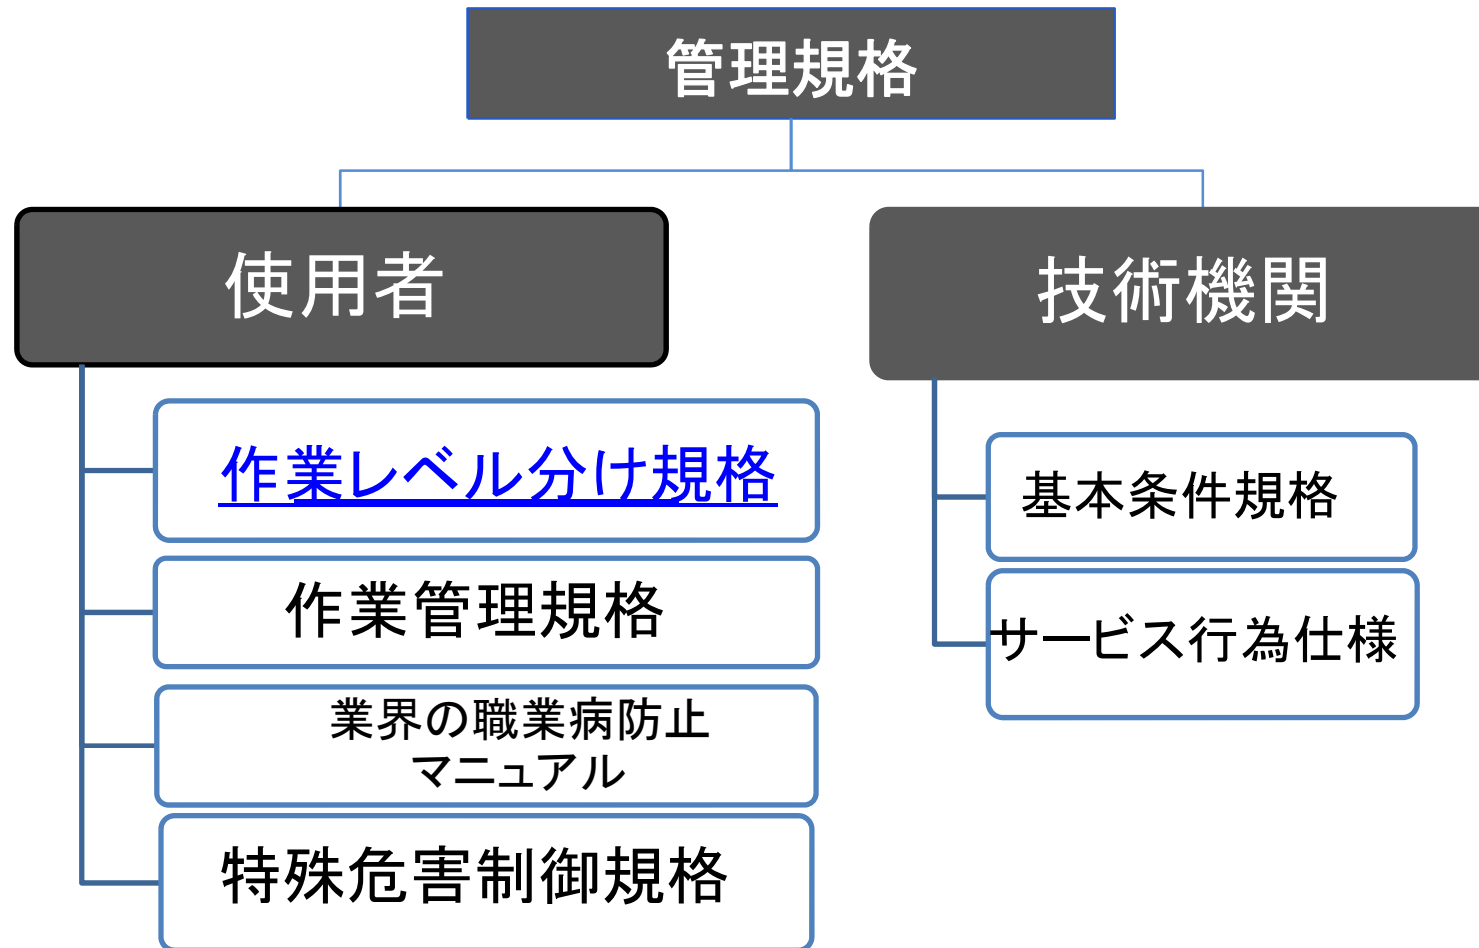 管理規格
使用者
技術機関
作業レベル分け規格
作業管理規格
業界の職業病防止
マニュアル
特殊危害制御規格
基本条件規格
サービス行為仕様